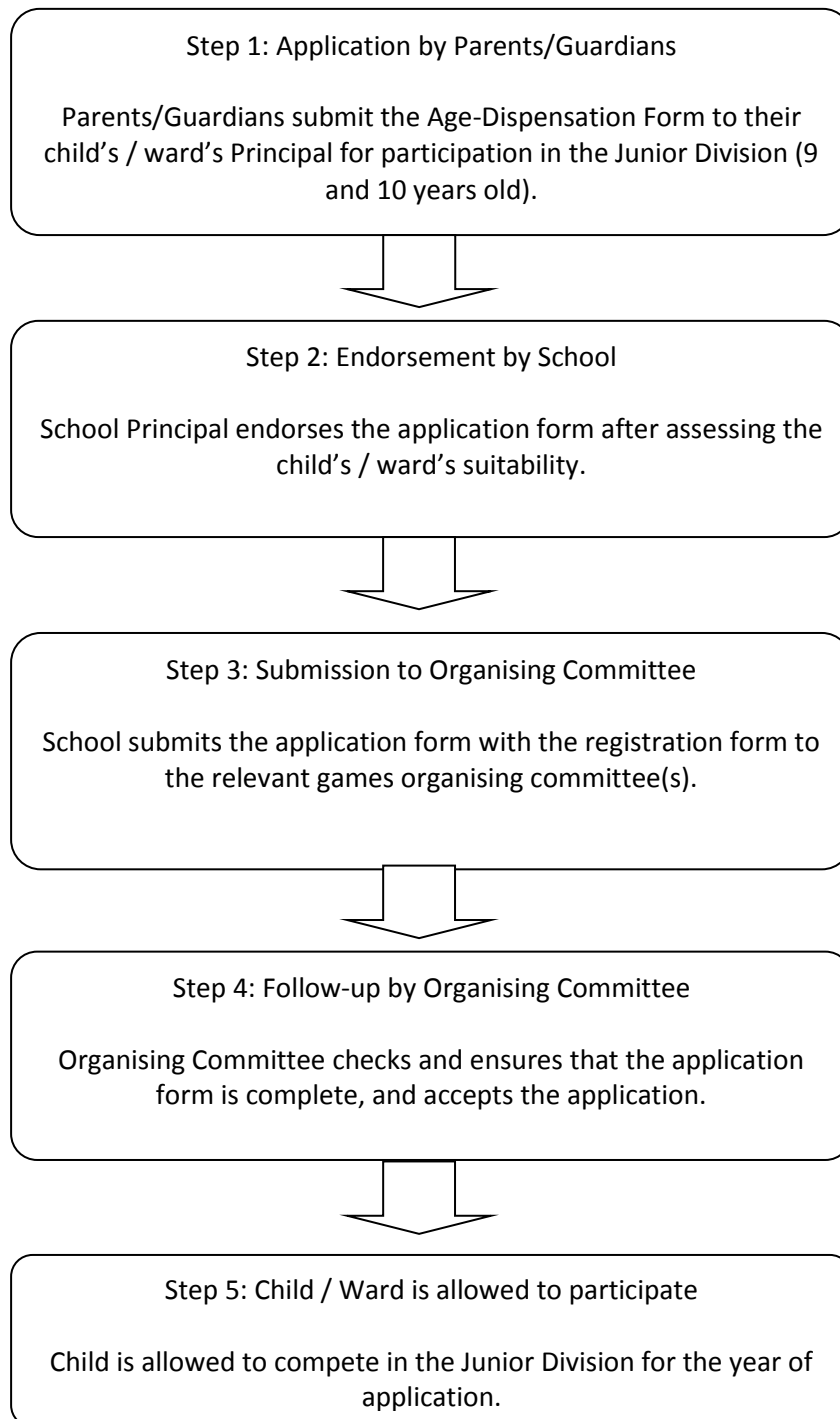 Step 1: Application by Parents/Guardians
Parents/Guardians submit the Age-Dispensation Form to their
child’s / ward’s Principal for participation in the Junior Division (9
and 10 years old).
Step 2: Endorsement by School
School Principal endorses the application form after assessing the
child’s / ward’s suitability.
Step 3: Submission to Organising Committee
School submits the application form with the registration form to
the relevant games organising committee(s).
Step 4: Follow-up by Organising Committee
Organising Committee checks and ensures that the application
form is complete, and accepts the application.
Step 5: Child / Ward is allowed to participate
Child is allowed to compete in the Junior Division for the year of
application.